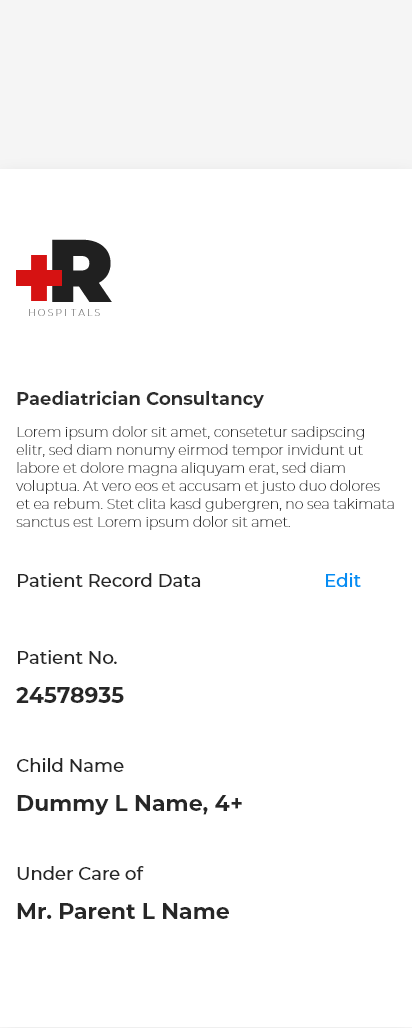 R
HOSPITALS
Paediatrician Consultancy
Lorem ipsum dolor sit amet, consetetur sadipscing
elitr, sed diam nonumy eirmod tempor invidunt ut
labore et dolore magna aliquyam erat, sed diam
voluptua. At vero eos et accusam et justo duo dolores
et ea rebum. Stet clita kasd gubergren, no sea takimata
sanctus est Lorem ipsum dolor sit amet.
Patient Record Data Edit
Patient No.
24578935
Child Name
Dummy L Name, 4+
Under Care of
Mr. Parent L Name